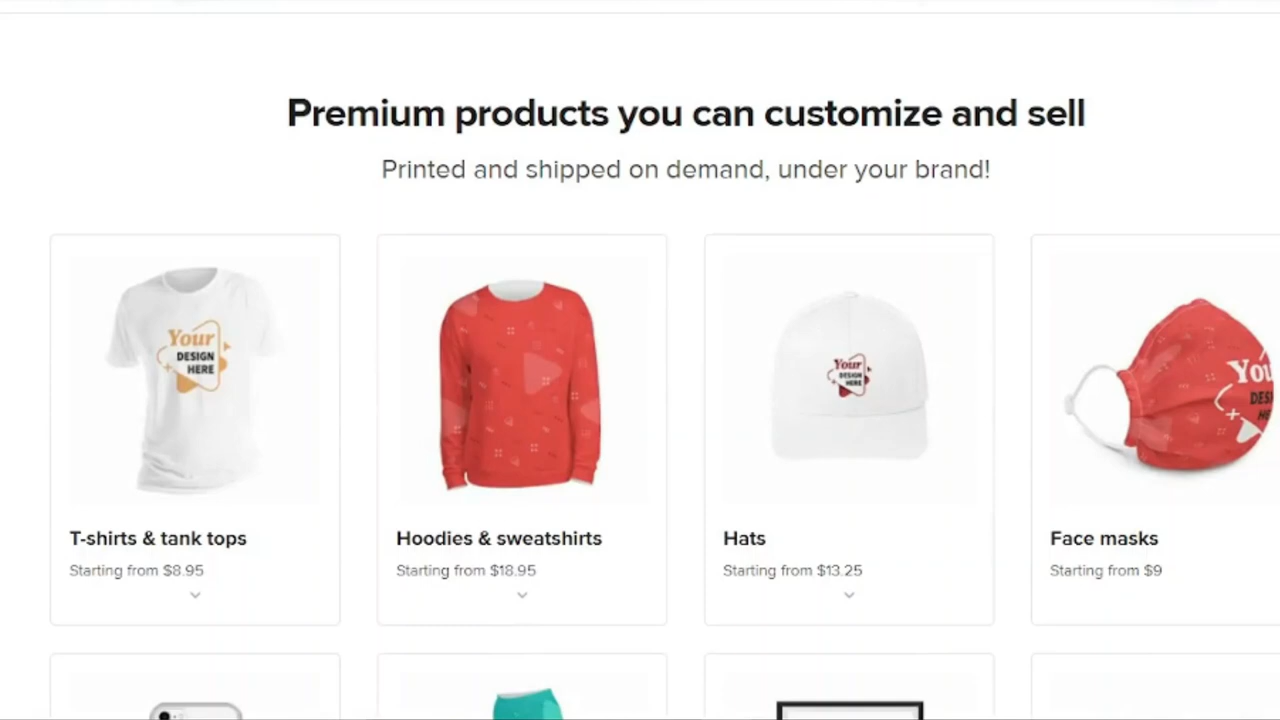 Premium products you can customize and sell
Printed and shipped on demand, under your brand!
Your
DESIGN
HERE
Your
DESIGN
HERE
T-shirts & tank tops
Starting from $8.95
Hoodies & sweatshirts
Starting from $18.95
Hats
Starting from $13.25
Face masks
Starting from $9